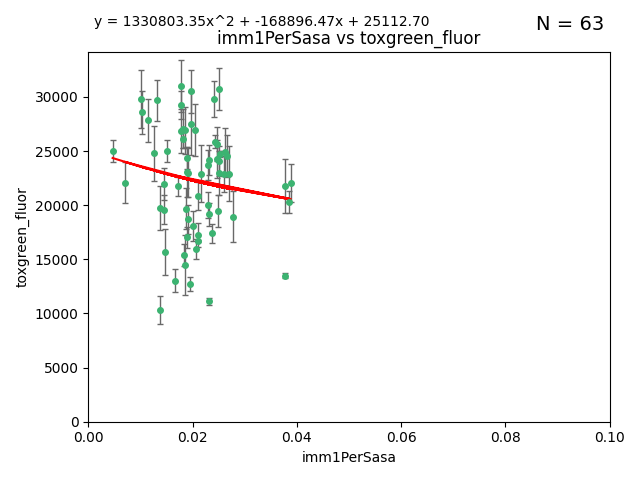 y = 1330803.35x^2 + -168896.47x + 25112.70
N = 63
imm1PerSasa vs toxgreen_fluor
toxgreen_fluor
30000
25000
20000
15000
10000
5000
0
0.00 0.02 0.04 0.06 0.08 0.10
imm1PerSasa